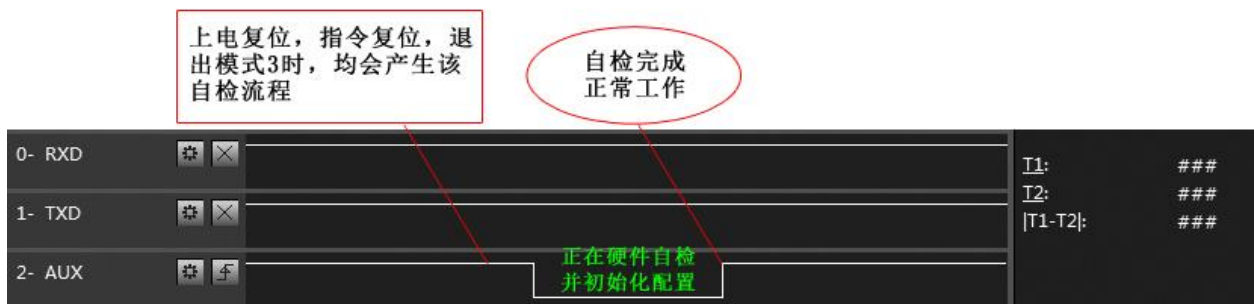 上电复位，指令复位，退
出模式3时，均会产生该
自检流程
自检完成
正常工作
0- RXD
T1: ###
T2: ###
1- TXD
|T1-T2|: ###
正在硬件自检
2- AUX
并初始化配置